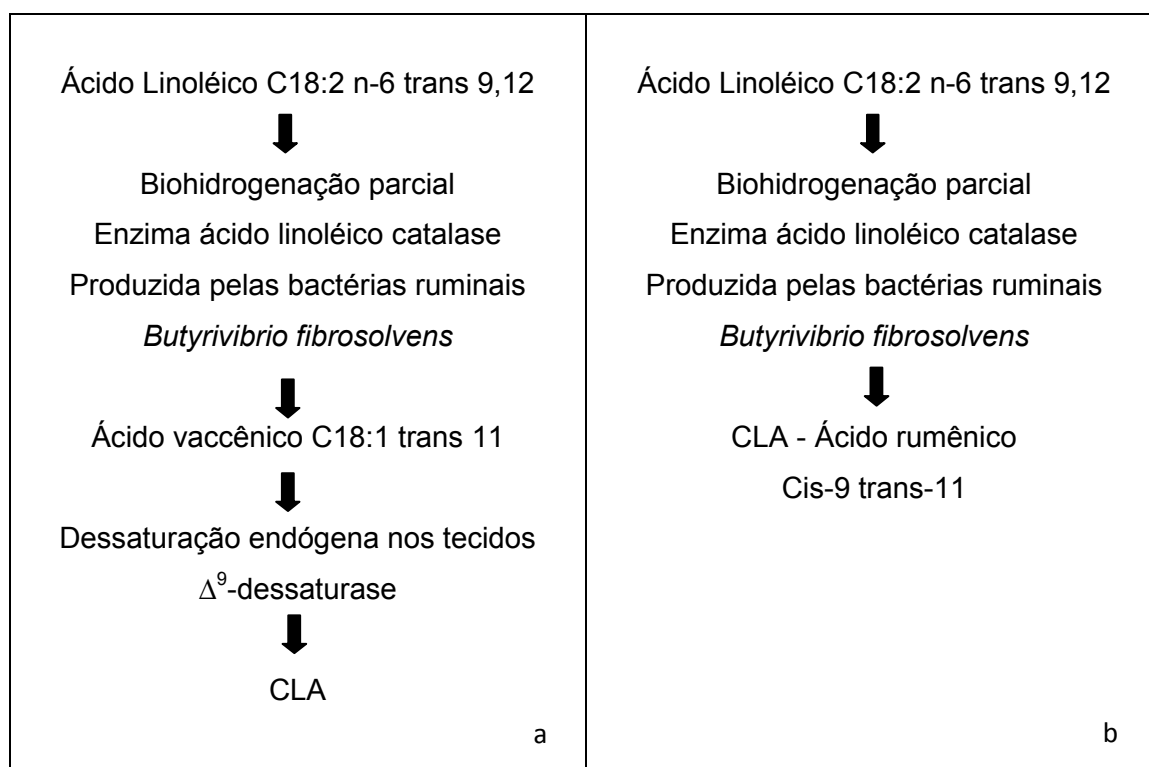 Ácido Linoléico C18:2 n-6 trans 9,12
Biohidrogenação parcial
Enzima ácido linoléico catalase
Produzida pelas bactérias ruminais
Butyrivibrio fibrosolvens
Ácido vaccênico C18:1 trans 11
Dessaturação endógena nos tecidos
Δ⁹-dessaturase
CLA
a
Ácido Linoléico C18:2 n-6 trans 9,12
Biohidrogenação parcial
Enzima ácido linoléico catalase
Produzida pelas bactérias ruminais
Butyrivibrio fibrosolvens
CLA - Ácido rumênico
Cis-9 trans-11
b